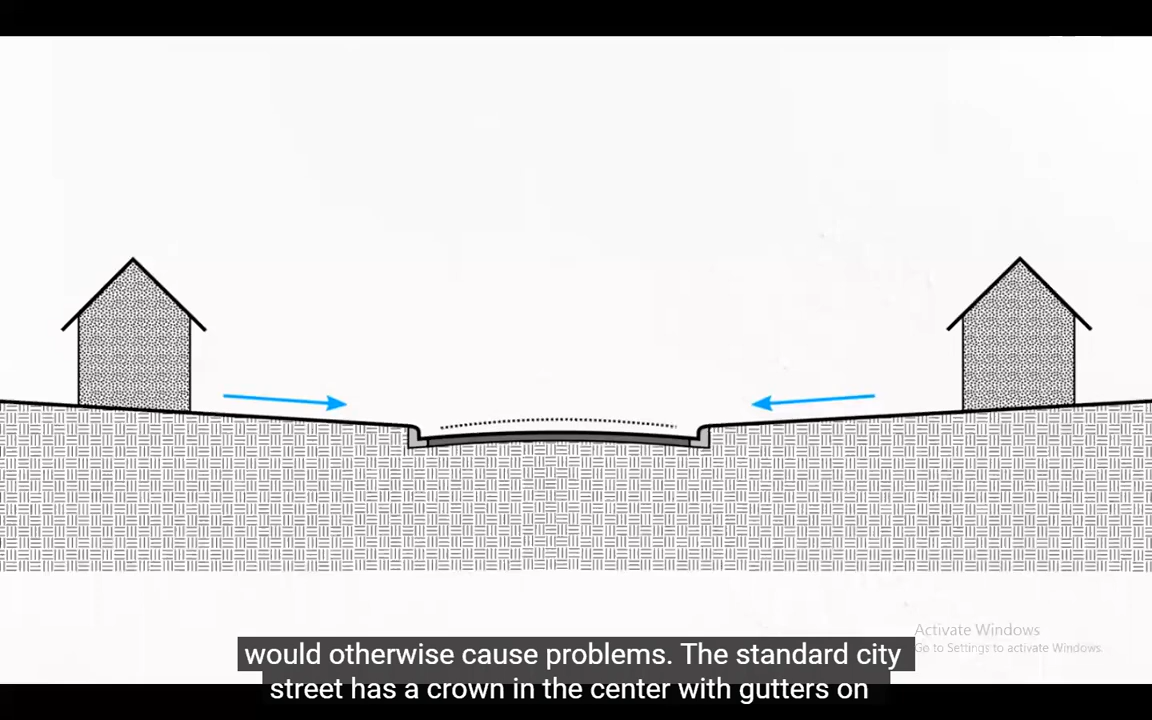 Activate Windows
Go to Settings to activate Windows.
would otherwise cause problems. The standard city
street has a crown in the center with gutters on